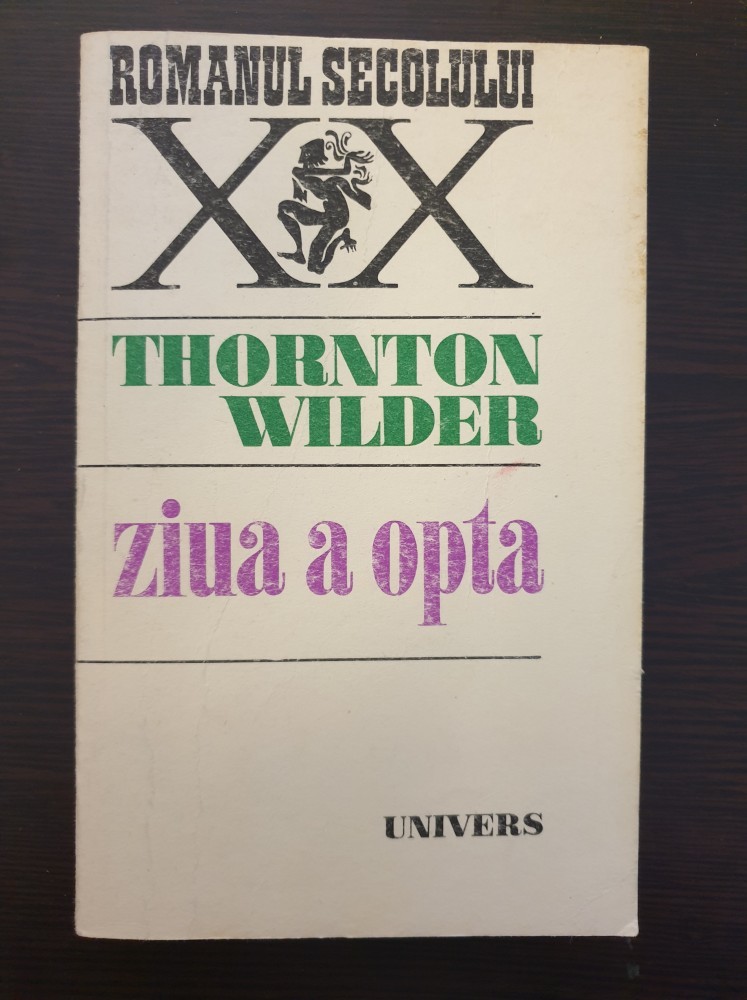 ROMANUL SECOLULUI
XX
THORNTON
WILDER
ziua a opta
UNIVERS